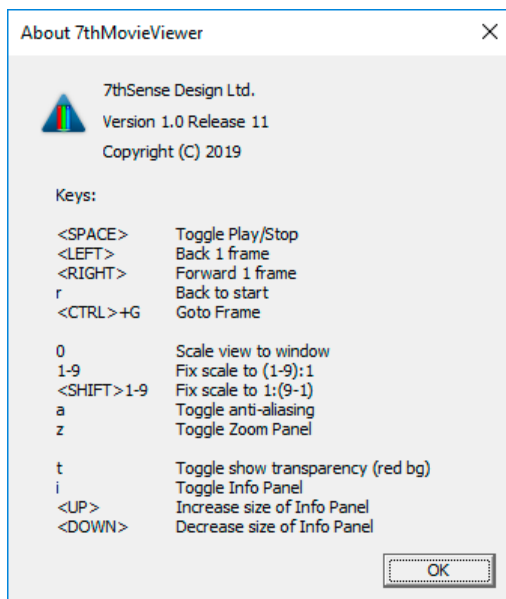 About 7thMovieViewer
7thSense Design Ltd.
Version 1.0 Release 11
Copyright (C) 2019
Keys:
<SPACE> Toggle Play/Stop
<LEFT> Back 1 frame
<RIGHT> Forward 1 frame
r Back to start
<CTRL>+G Goto Frame
0 Scale view to window
1-9 Fix scale to (1-9):1
<SHIFT>1-9 Fix scale to 1:(9-1)
a Toggle anti-aliasing
z Toggle Zoom Panel
t Toggle show transparency (red bg)
i Toggle Info Panel
<UP> Increase size of Info Panel
<DOWN> Decrease size of Info Panel
OK